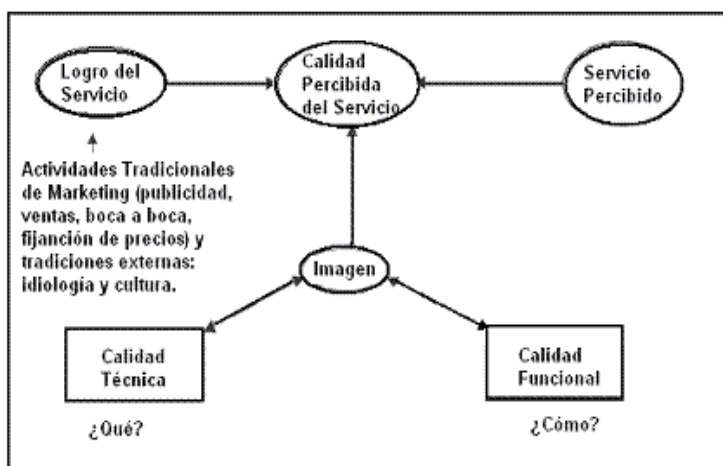 Logro del
Servicio
Calidad
Percibida
del Servicio
Servicio
Percibido
Actividades Tradicionales
de Marketing (publicidad,
ventas, boca a boca,
fijanción de precios) y
tradiciones externas:
idiología y cultura.
Imagen
Calidad
Técnica
Calidad
Funcional
¿Qué?
¿Cómo?